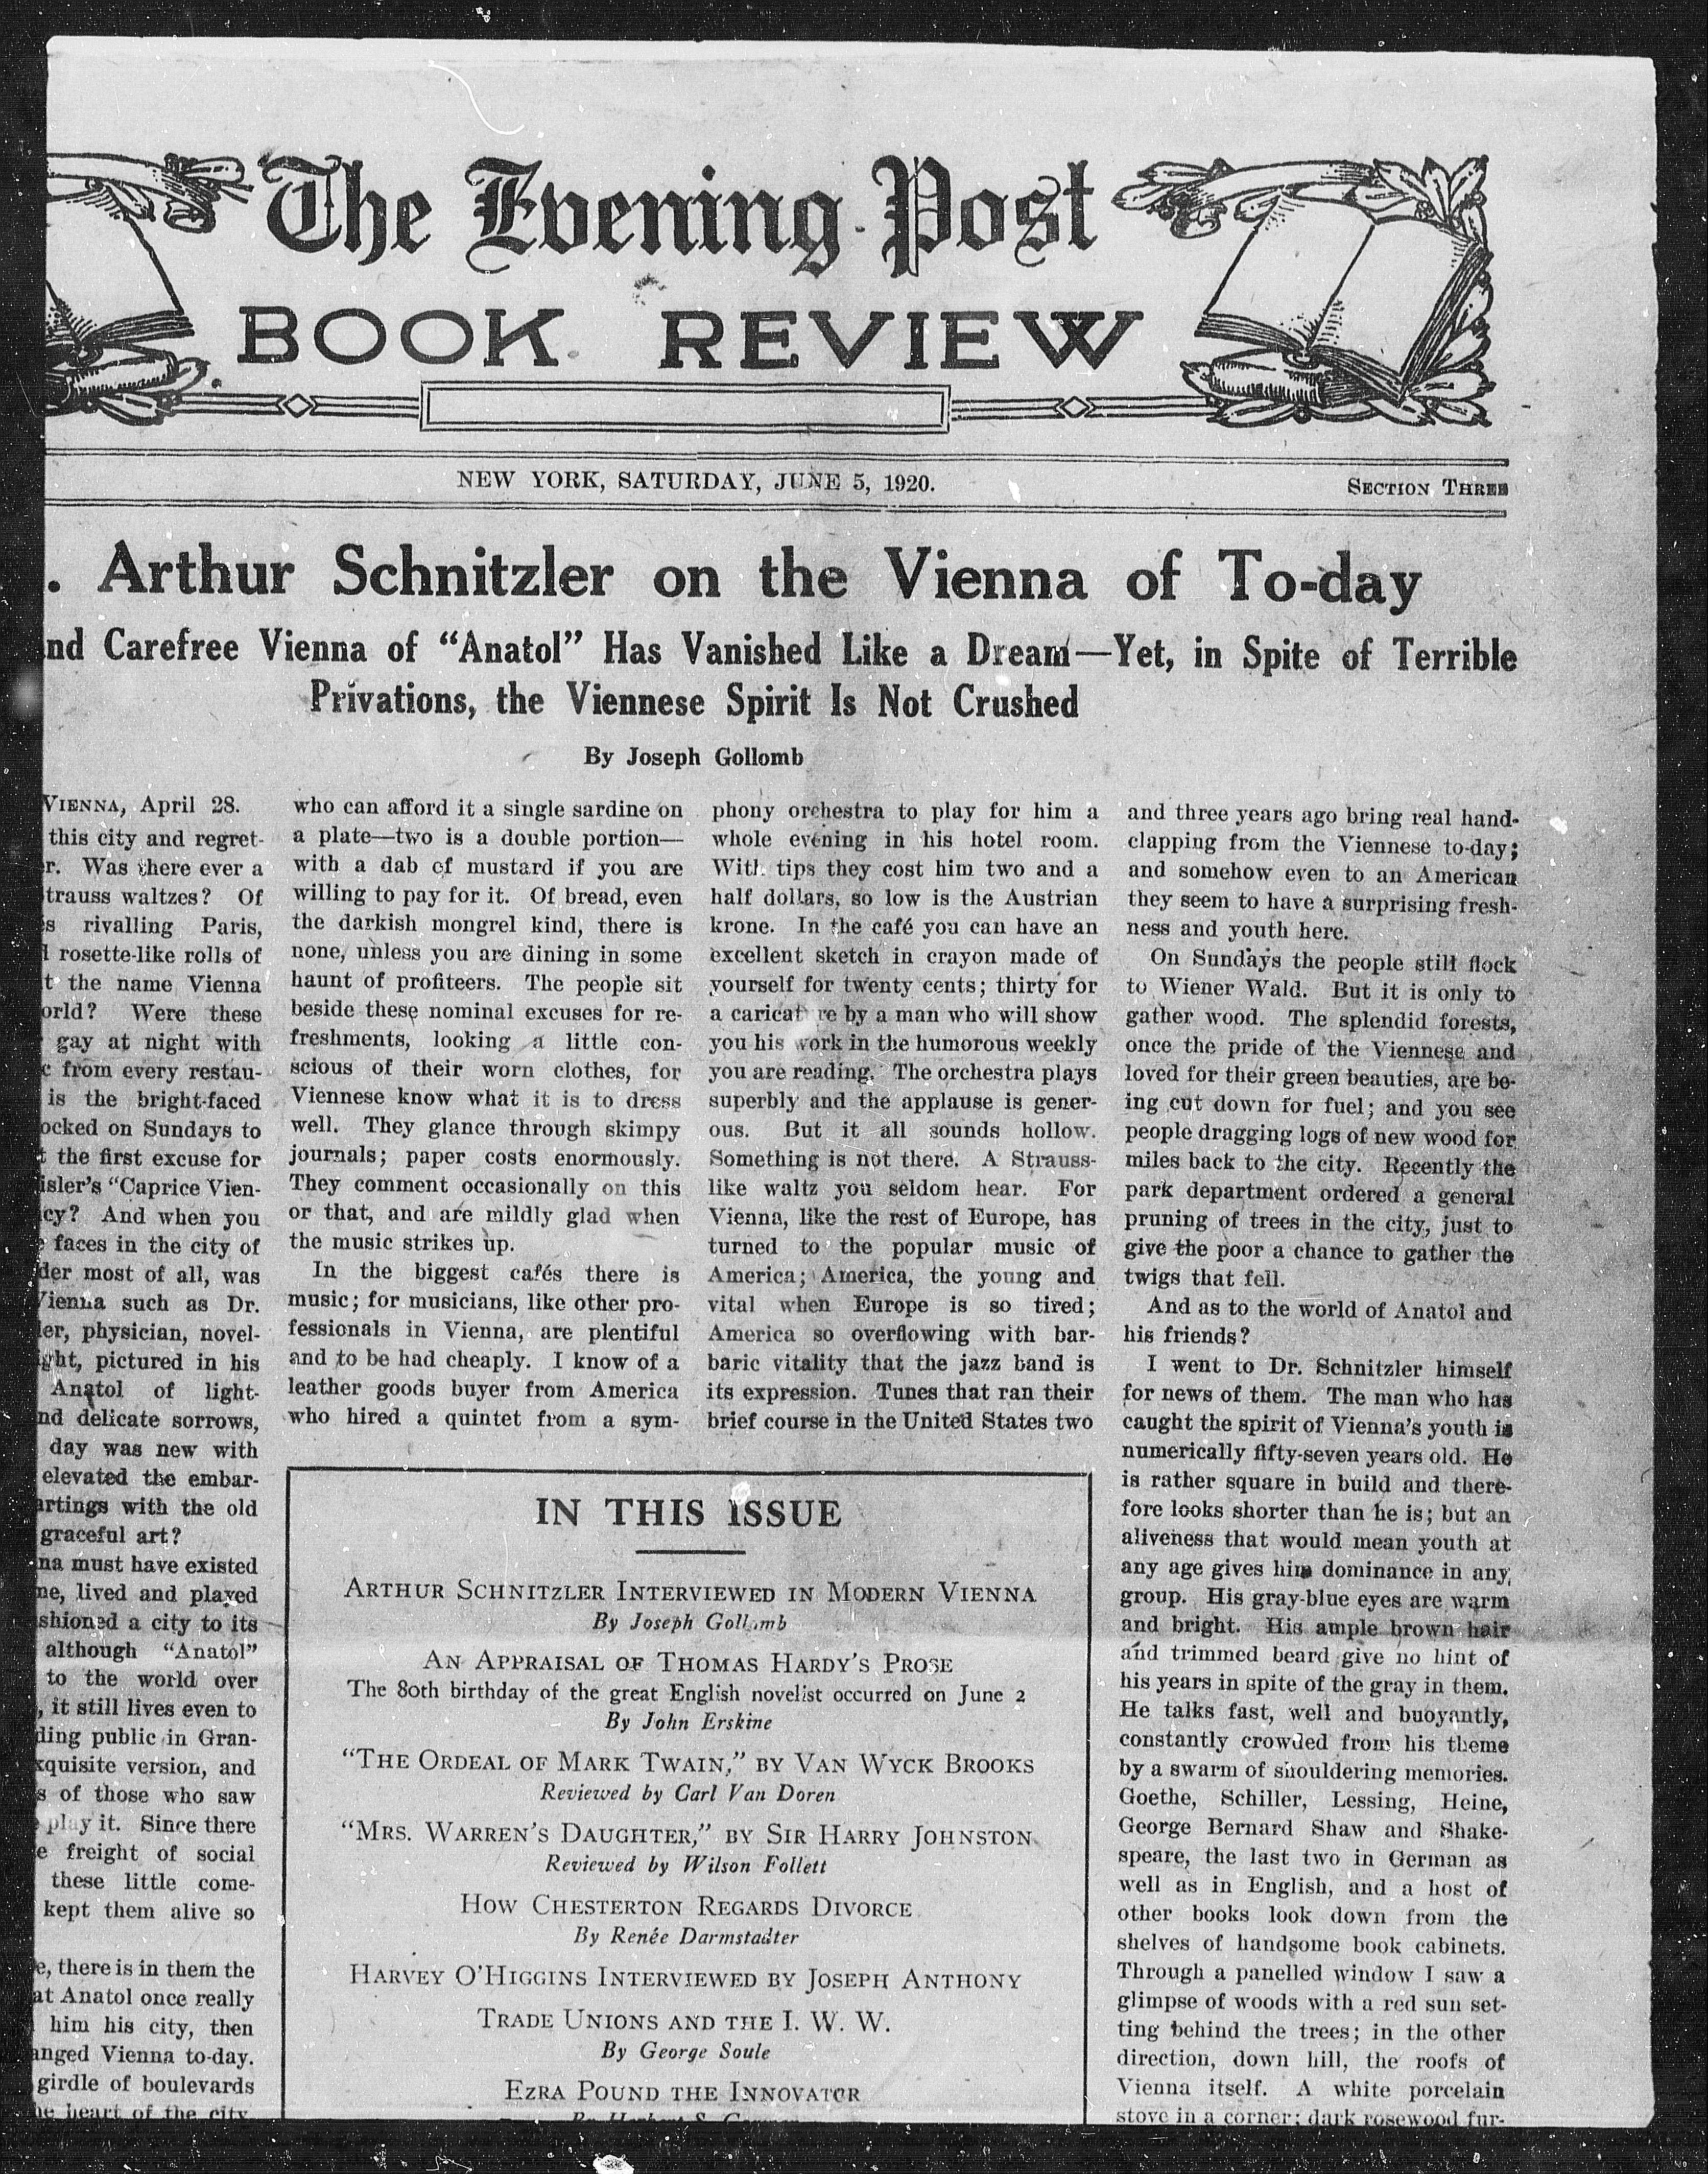 The Evening Post
BOOK REVIEW
NEW YORK, SATURDAY, JUNE 5, 1920.
SECTION THREE
. Arthur Schnitzler on the Vienna of To-day
nd Carefree Vienna of “Anatol” Has Vanished Like a Dream—Yet, in Spite of Terrible
Privations, the Viennese Spirit Is Not Crushed
By Joseph Gollomb
VIENNA, April 28.
this city and regret-
r. Was there ever a
trauss waltzes? Of
s rivalling Paris,
l rosette-like rolls of
t the name Vienna
orld? Were these
gay at night with
c from every restau-
is the bright-faced
ocked on Sundays to
t the first excuse for
isler's “Caprice Vien-
cy? And when you
e faces in the city of
der most of all, was
Vienna such as Dr.
ler, physician, novel-
ight, pictured in his
Anatol of light-
nd delicate sorrows,
day was new with
elevated the embar-
artings with the old
graceful art?
na must have existed
ne, lived and played
shioned a city to its
although “Anatol”
to the world over
, it still lives even to
ding public in Gran-
xquisite version, and
s of those who saw
play it. Since there
e freight of social
these little come-
kept them alive so
e, there is in them the
at Anatol once really
him his city, then
anged Vienna to-day.
girdle of boulevards
he heart of the city
who can afford it a single sardine on
a plate—two is a double portion—
with a dab of mustard if you are
willing to pay for it. Of bread, even
the darkish mongrel kind, there is
none, unless you are dining in some
haunt of profiteers. The people sit
beside these nominal excuses for re-
freshments, looking a little con-
scious of their worn clothes, for
Viennese know what it is to dress
well. They glance through skimpy
journals; paper costs enormously.
They comment occasionally on this
or that, and are mildly glad when
the music strikes up.
In the biggest cafés there is
music; for musicians, like other pro-
fessionals in Vienna, are plentiful
and to be had cheaply. I know of a
leather goods buyer from America
who hired a quintet from a sym-
phony orchestra to play for him a
whole evening in his hotel room.
With tips they cost him two and a
half dollars, so low is the Austrian
krone. In the café you can have an
excellent sketch in crayon made of
yourself for twenty cents; thirty for
a caricat re by a man who will show
you his work in the humorous weekly
you are reading. The orchestra plays
superbly and the applause is gener-
ous. But it all sounds hollow.
Something is not there. A Strauss-
like waltz you seldom hear. For
Vienna, like the rest of Europe, has
turned to the popular music of
America; America, the young and
vital when Europe is so tired;
America so overflowing with bar-
baric vitality that the jazz band is
its expression. Tunes that ran their
brief course in the United States two
and three years ago bring real hand-
clapping from the Viennese to-day;
and somehow even to an American
they seem to have a surprising fresh-
ness and youth here.
On Sundays the people still flock
to Wiener Wald. But it is only to
gather wood. The splendid forests,
once the pride of the Viennese and
loved for their green beauties, are be-
ing cut down for fuel; and you see
people dragging logs of new wood for
miles back to the city. Recently the
park department ordered a general
pruning of trees in the city, just to
give the poor a chance to gather the
twigs that fell.
And as to the world of Anatol and
his friends?
I went to Dr. Schnitzler himself
for news of them. The man who has
caught the spirit of Vienna's youth is
numerically fifty-seven years old. He
is rather square in build and there-
fore looks shorter than he is; but an
aliveness that would mean youth at
any age gives him dominance in any
group. His gray-blue eyes are warm
and bright. His ample brown hair
and trimmed beard give no hint of
his years in spite of the gray in them.
He talks fast, well and buoyantly,
constantly crowded from his theme
by a swarm of shouldering memories.
Goethe, Schiller, Lessing, Heine,
George Bernard Shaw and Shake-
speare, the last two in German as
well as in English, and a host of
other books look down from the
shelves of handsome book cabinets.
Through a panelled window I saw a
glimpse of woods with a red sun set-
ting behind the trees; in the other
direction, down hill, the roofs of
Vienna itself. A white porcelain
stove in a corner; dark rosewood fur-
IN THIS ISSUE
ARTHUR SCHNITZLER INTERVIEWED IN MODERN VIENNA
By Joseph Gollomb
AN APPRAISAL OF THOMAS HARDY'S PROSE
The 80th birthday of the great English novelist occurred on June 2
By John Erskine
“THE ORDEAL OF MARK TWAIN,” BY VAN WYCK BROOKS
Reviewed by Carl Van Doren
“MRS. WARREN'S DAUGHTER,” BY SIR HARRY JOHNSTON
Reviewed by Wilson Follett
HOW CHESTERTON REGARDS DIVORCE
By Renée Darmstadter
HARVEY O'HIGGINS INTERVIEWED BY JOSEPH ANTHONY
TRADE UNIONS AND THE I. W. W.
By George Soule
EZRA POUND THE INNOVATOR